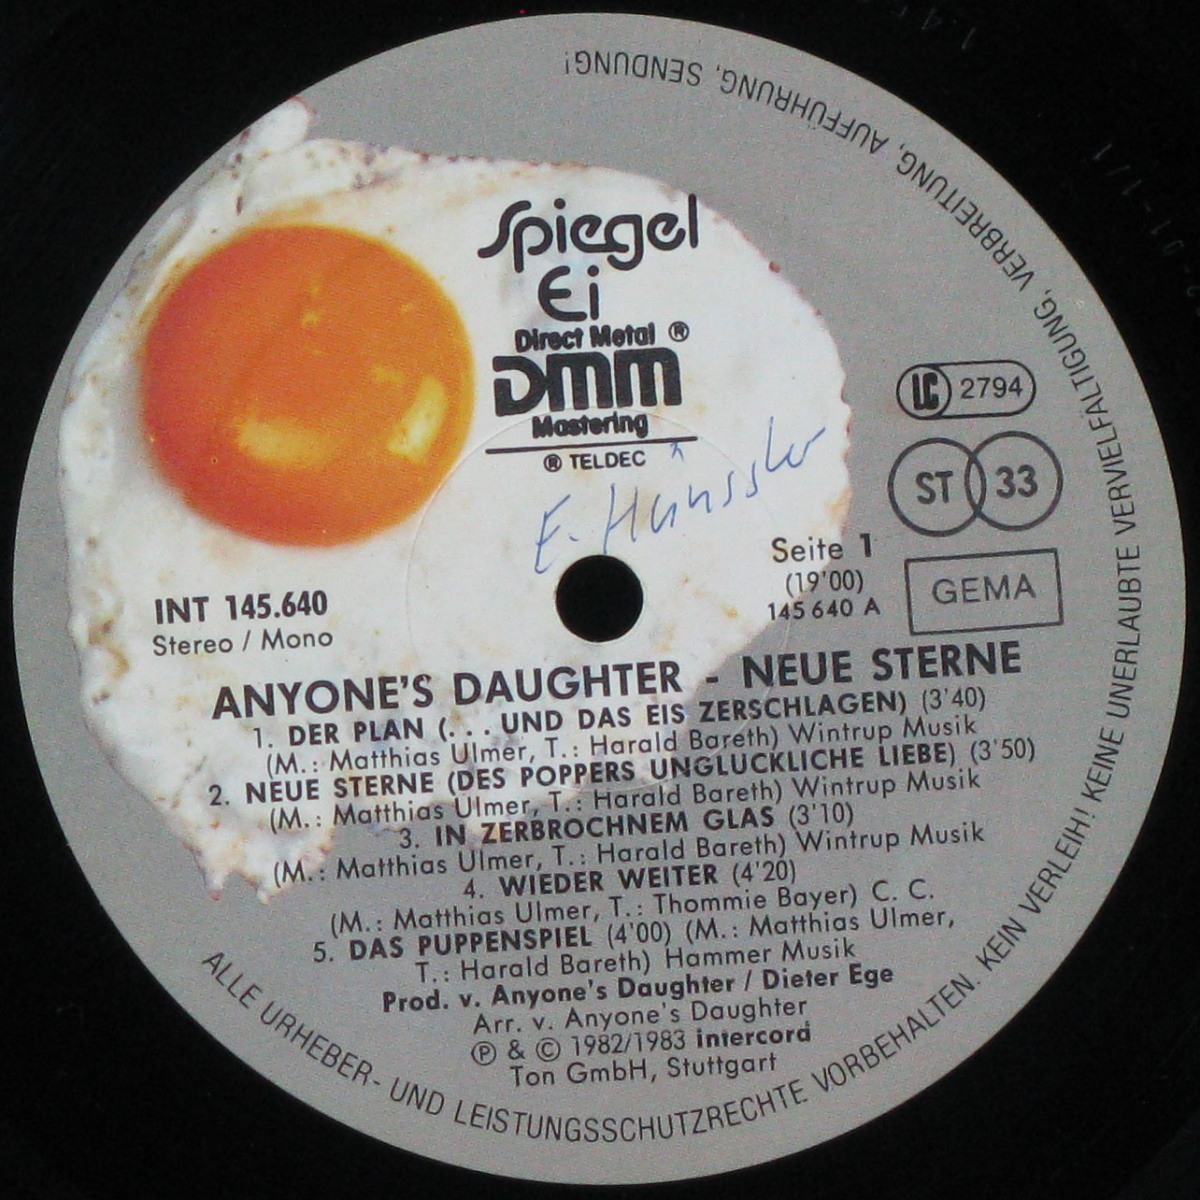 Spiegel
Ei
Direct Metal ®
DMM
Mastering
® TELDEC
LC 2794
ST 33
Seite 1
(19'00)
145 640 A
GEMA
INT 145.640
Stereo / Mono
ANYONE'S DAUGHTER - NEUE STERNE
1. DER PLAN (... UND DAS EIS ZERSCHLAGEN) (3'40)
(M.: Matthias Ulmer, T.: Harald Bareth) Wintrup Musik
2. NEUE STERNE (DES POPPERS UNGLUCKLICHE LIEBE) (3'50)
(M.: Matthias Ulmer, T.: Harald Bareth) Wintrup Musik
3. IN ZERBROCHNEM GLAS (3'10)
(M.: Matthias Ulmer, T.: Harald Bareth) Wintrup Musik
4. WIEDER WEITER (4'20)
(M.: Matthias Ulmer, T.: Thommie Bayer) C. C.
5. DAS PUPPENSPIEL (4'00) (M.: Matthias Ulmer,
T.: Harald Bareth) Hammer Musik
Prod. v. Anyone's Daughter / Dieter Ege
Arr. v. Anyone's Daughter
℗ & © 1982/1983 intercord
Ton GmbH, Stuttgart
ALLE URHEBER- UND LEISTUNGSSCHUTZRECHTE VORBEHALTEN. KEIN VERLEIH! KEINE UNERLAUBTE VERVIELFÄLTIGUNG, VERBREITUNG, AUFFÜHRUNG, SENDUNG!